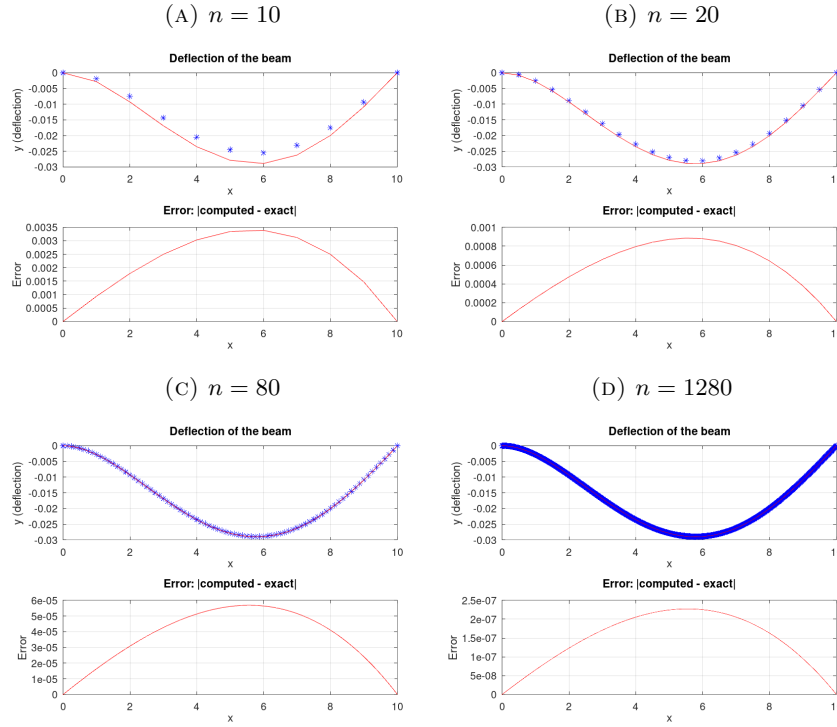 (A) n = 10
Deflection of the beam
0
-0.005
-0.01
-0.015
-0.02
-0.025
-0.03
y (deflection)
0 2 4 6 8 10
x
Error: |computed - exact|
0.0035
0.003
0.0025
0.002
0.0015
0.001
0.0005
0
Error
0 2 4 6 8 10
x
(B) n = 20
Deflection of the beam
0
-0.005
-0.01
-0.015
-0.02
-0.025
-0.03
y (deflection)
0 2 4 6 8 1
x
Error: |computed - exact|
0.001
0.0008
0.0006
0.0004
0.0002
0
Error
0 2 4 6 8 1
x
(C) n = 80
Deflection of the beam
0
-0.005
-0.01
-0.015
-0.02
-0.025
-0.03
y (deflection)
0 2 4 6 8 10
x
Error: |computed - exact|
6e-05
5e-05
4e-05
3e-05
2e-05
1e-05
0
Error
0 2 4 6 8 10
x
(D) n = 1280
Deflection of the beam
0
-0.005
-0.01
-0.015
-0.02
-0.025
-0.03
y (deflection)
0 2 4 6 8 1
x
Error: |computed - exact|
2.5e-07
2e-07
1.5e-07
1e-07
5e-08
0
Error
0 2 4 6 8 1
x